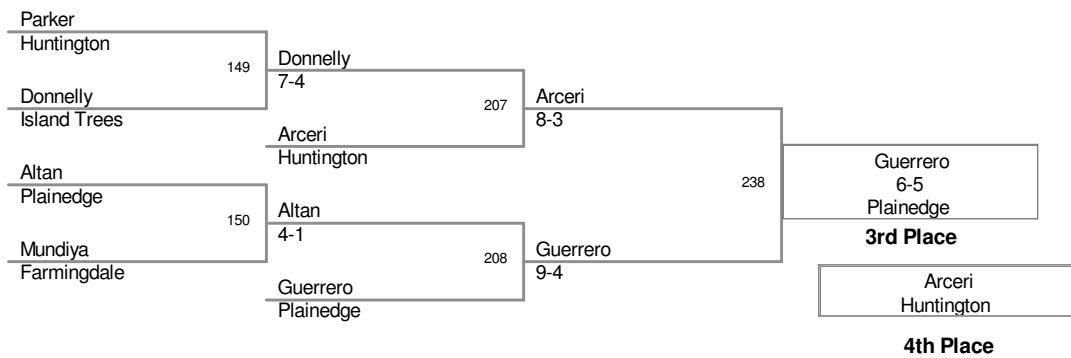 Parker
Huntington
149
Donnelly
7-4
Donnelly
Island Trees
207
Arceri
8-3
Arceri
Huntington
Altan
Plainedge
150
Altan
4-1
Mundiya
Farmingdale
208
Guerrero
9-4
Guerrero
Plainedge
238
Guerrero
6-5
Plainedge
3rd Place
Arceri
Huntington
4th Place